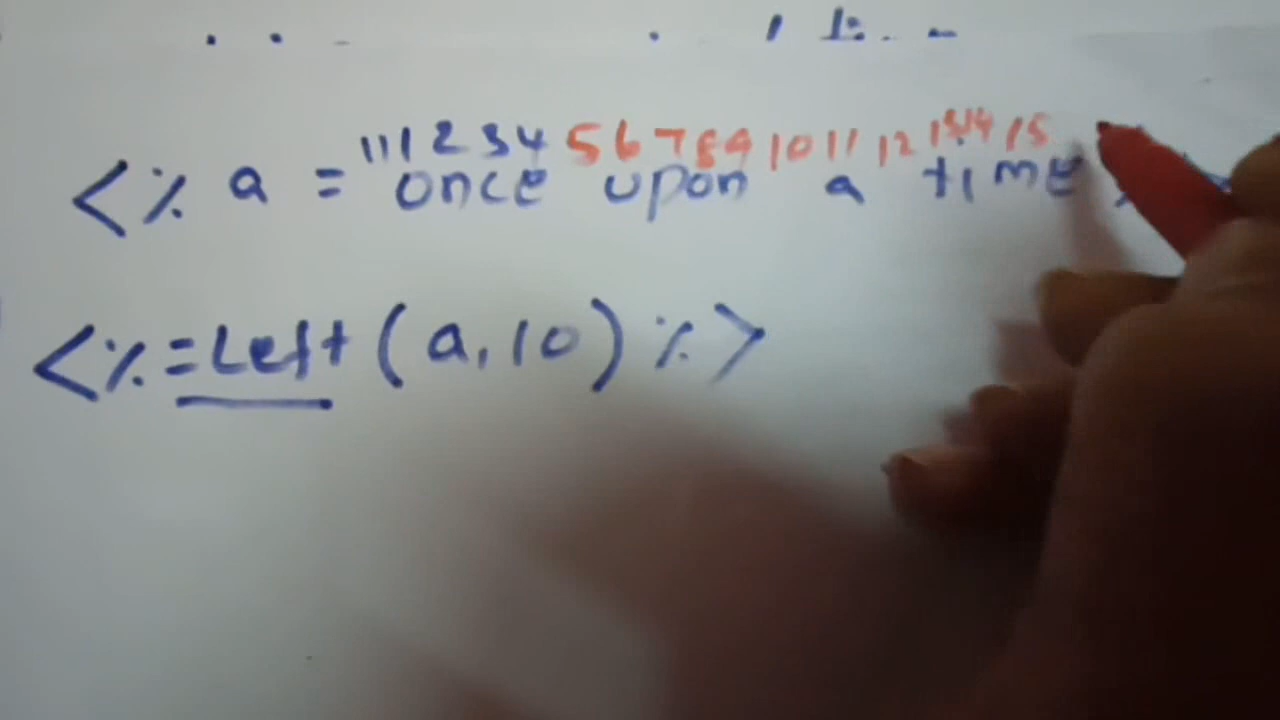 1 2 3 4 5 6 7 8 9 10 11 12 13 14 15
<% a = "once upon a time
<%=Left(a,10)%>